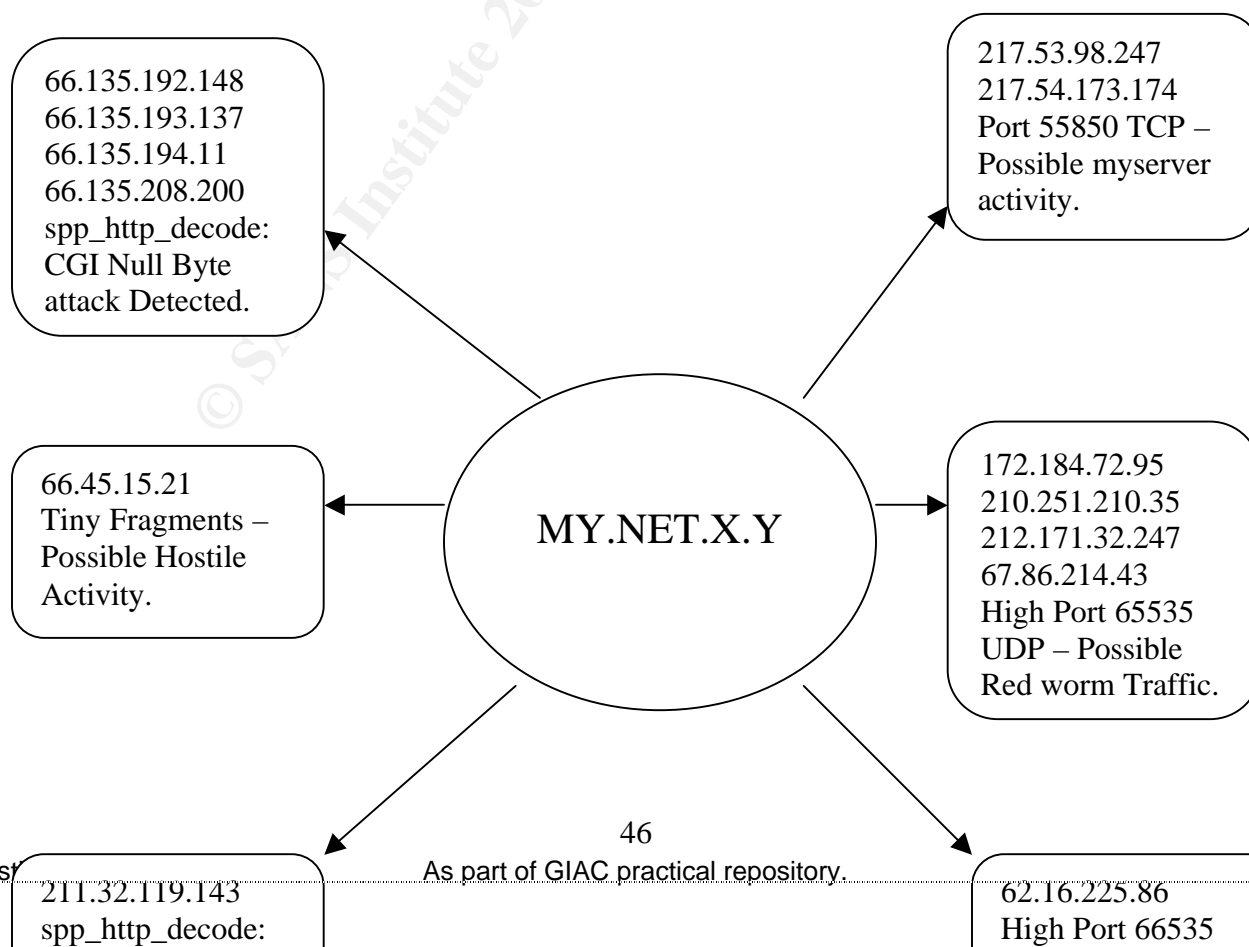 66.135.192.148
66.135.193.137
66.135.194.11
66.135.208.200
spp_http_decode:
CGI Null Byte
attack Detected.
217.53.98.247
217.54.173.174
Port 55850 TCP –
Possible myserver
activity.
66.45.15.21
Tiny Fragments –
Possible Hostile
Activity.
MY.NET.X.Y
172.184.72.95
210.251.210.35
212.171.32.247
67.86.214.43
High Port 65535
UDP – Possible
Red worm Traffic.
211.32.119.143
spp_http_decode:
62.16.225.86
High Port 66535
46
As part of GIAC practical repository.